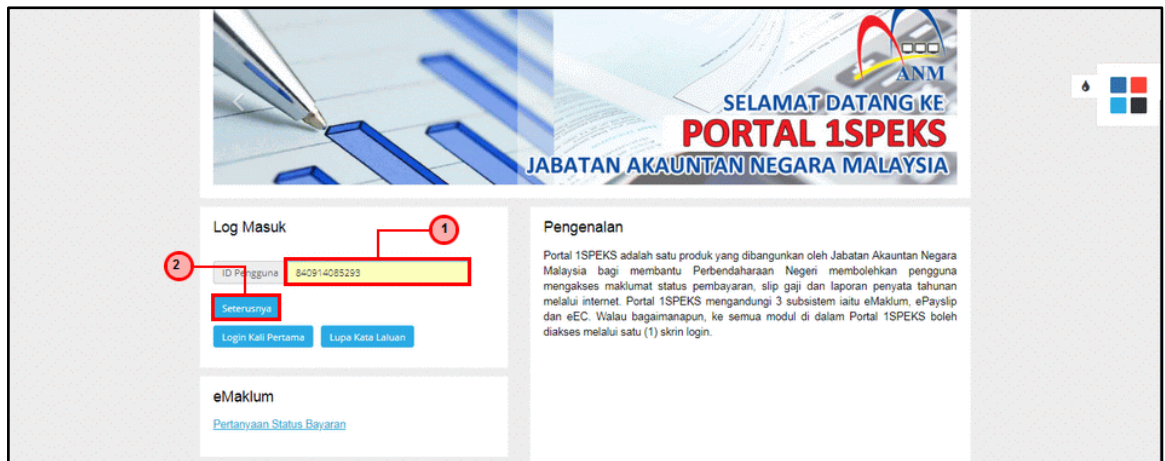 ANM
SELAMAT DATANG KE
PORTAL 1SPEKS
JABATAN AKAUNTAN NEGARA MALAYSIA
Log Masuk
1
2
ID Pengguna 840914085293
Seterusnya
Login Kali Pertama Lupa Kata Laluan
eMaklum
Pertanyaan Status Bayaran
Pengenalan
Portal 1SPEKS adalah satu produk yang dibangunkan oleh Jabatan Akauntan Negara
Malaysia bagi membantu Perbendaharaan Negeri membolehkan pengguna
mengakses maklumat status pembayaran, slip gaji dan laporan penyata tahunan
melalui internet. Portal 1SPEKS mengandungi 3 subsistem iaitu eMaklum, ePayslip
dan eEC. Walau bagaimanapun, ke semua modul di dalam Portal 1SPEKS boleh
diakses melalui satu (1) skrin login.